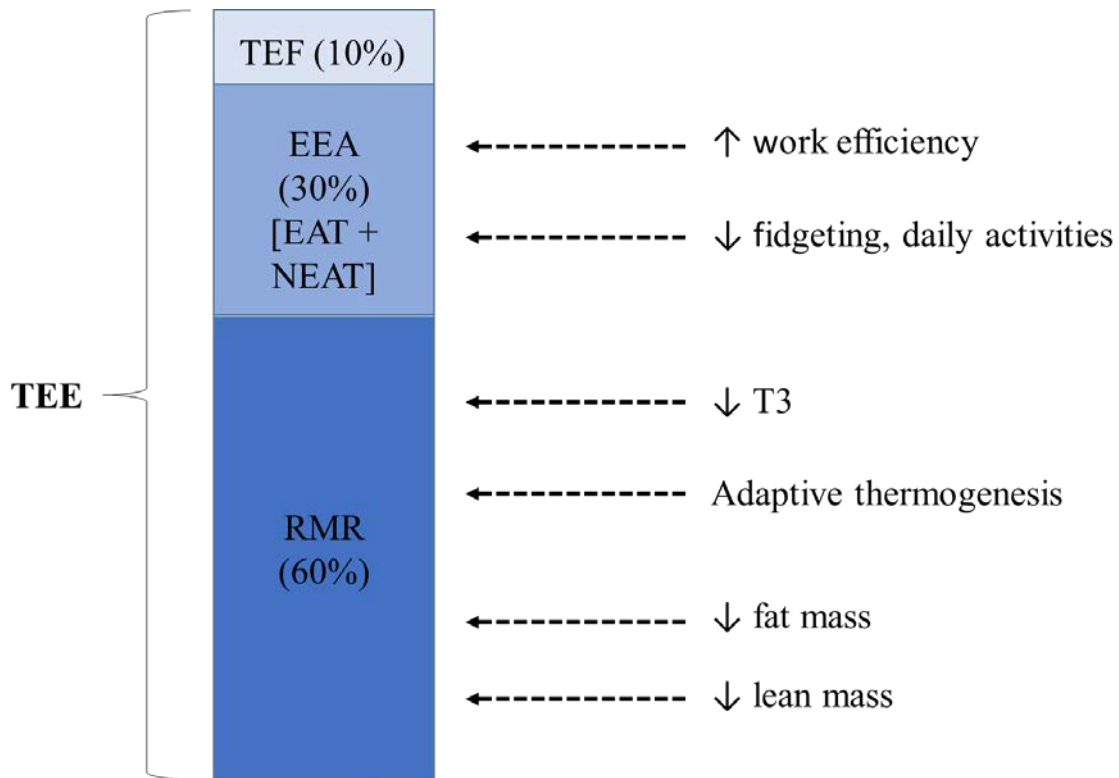 TEF (10%)
EEA
(30%)
[EAT +
NEAT]
RMR
(60%)
TEE
↑ work efficiency
↓ fidgeting, daily activities
↓ T3
Adaptive thermogenesis
↓ fat mass
↓ lean mass